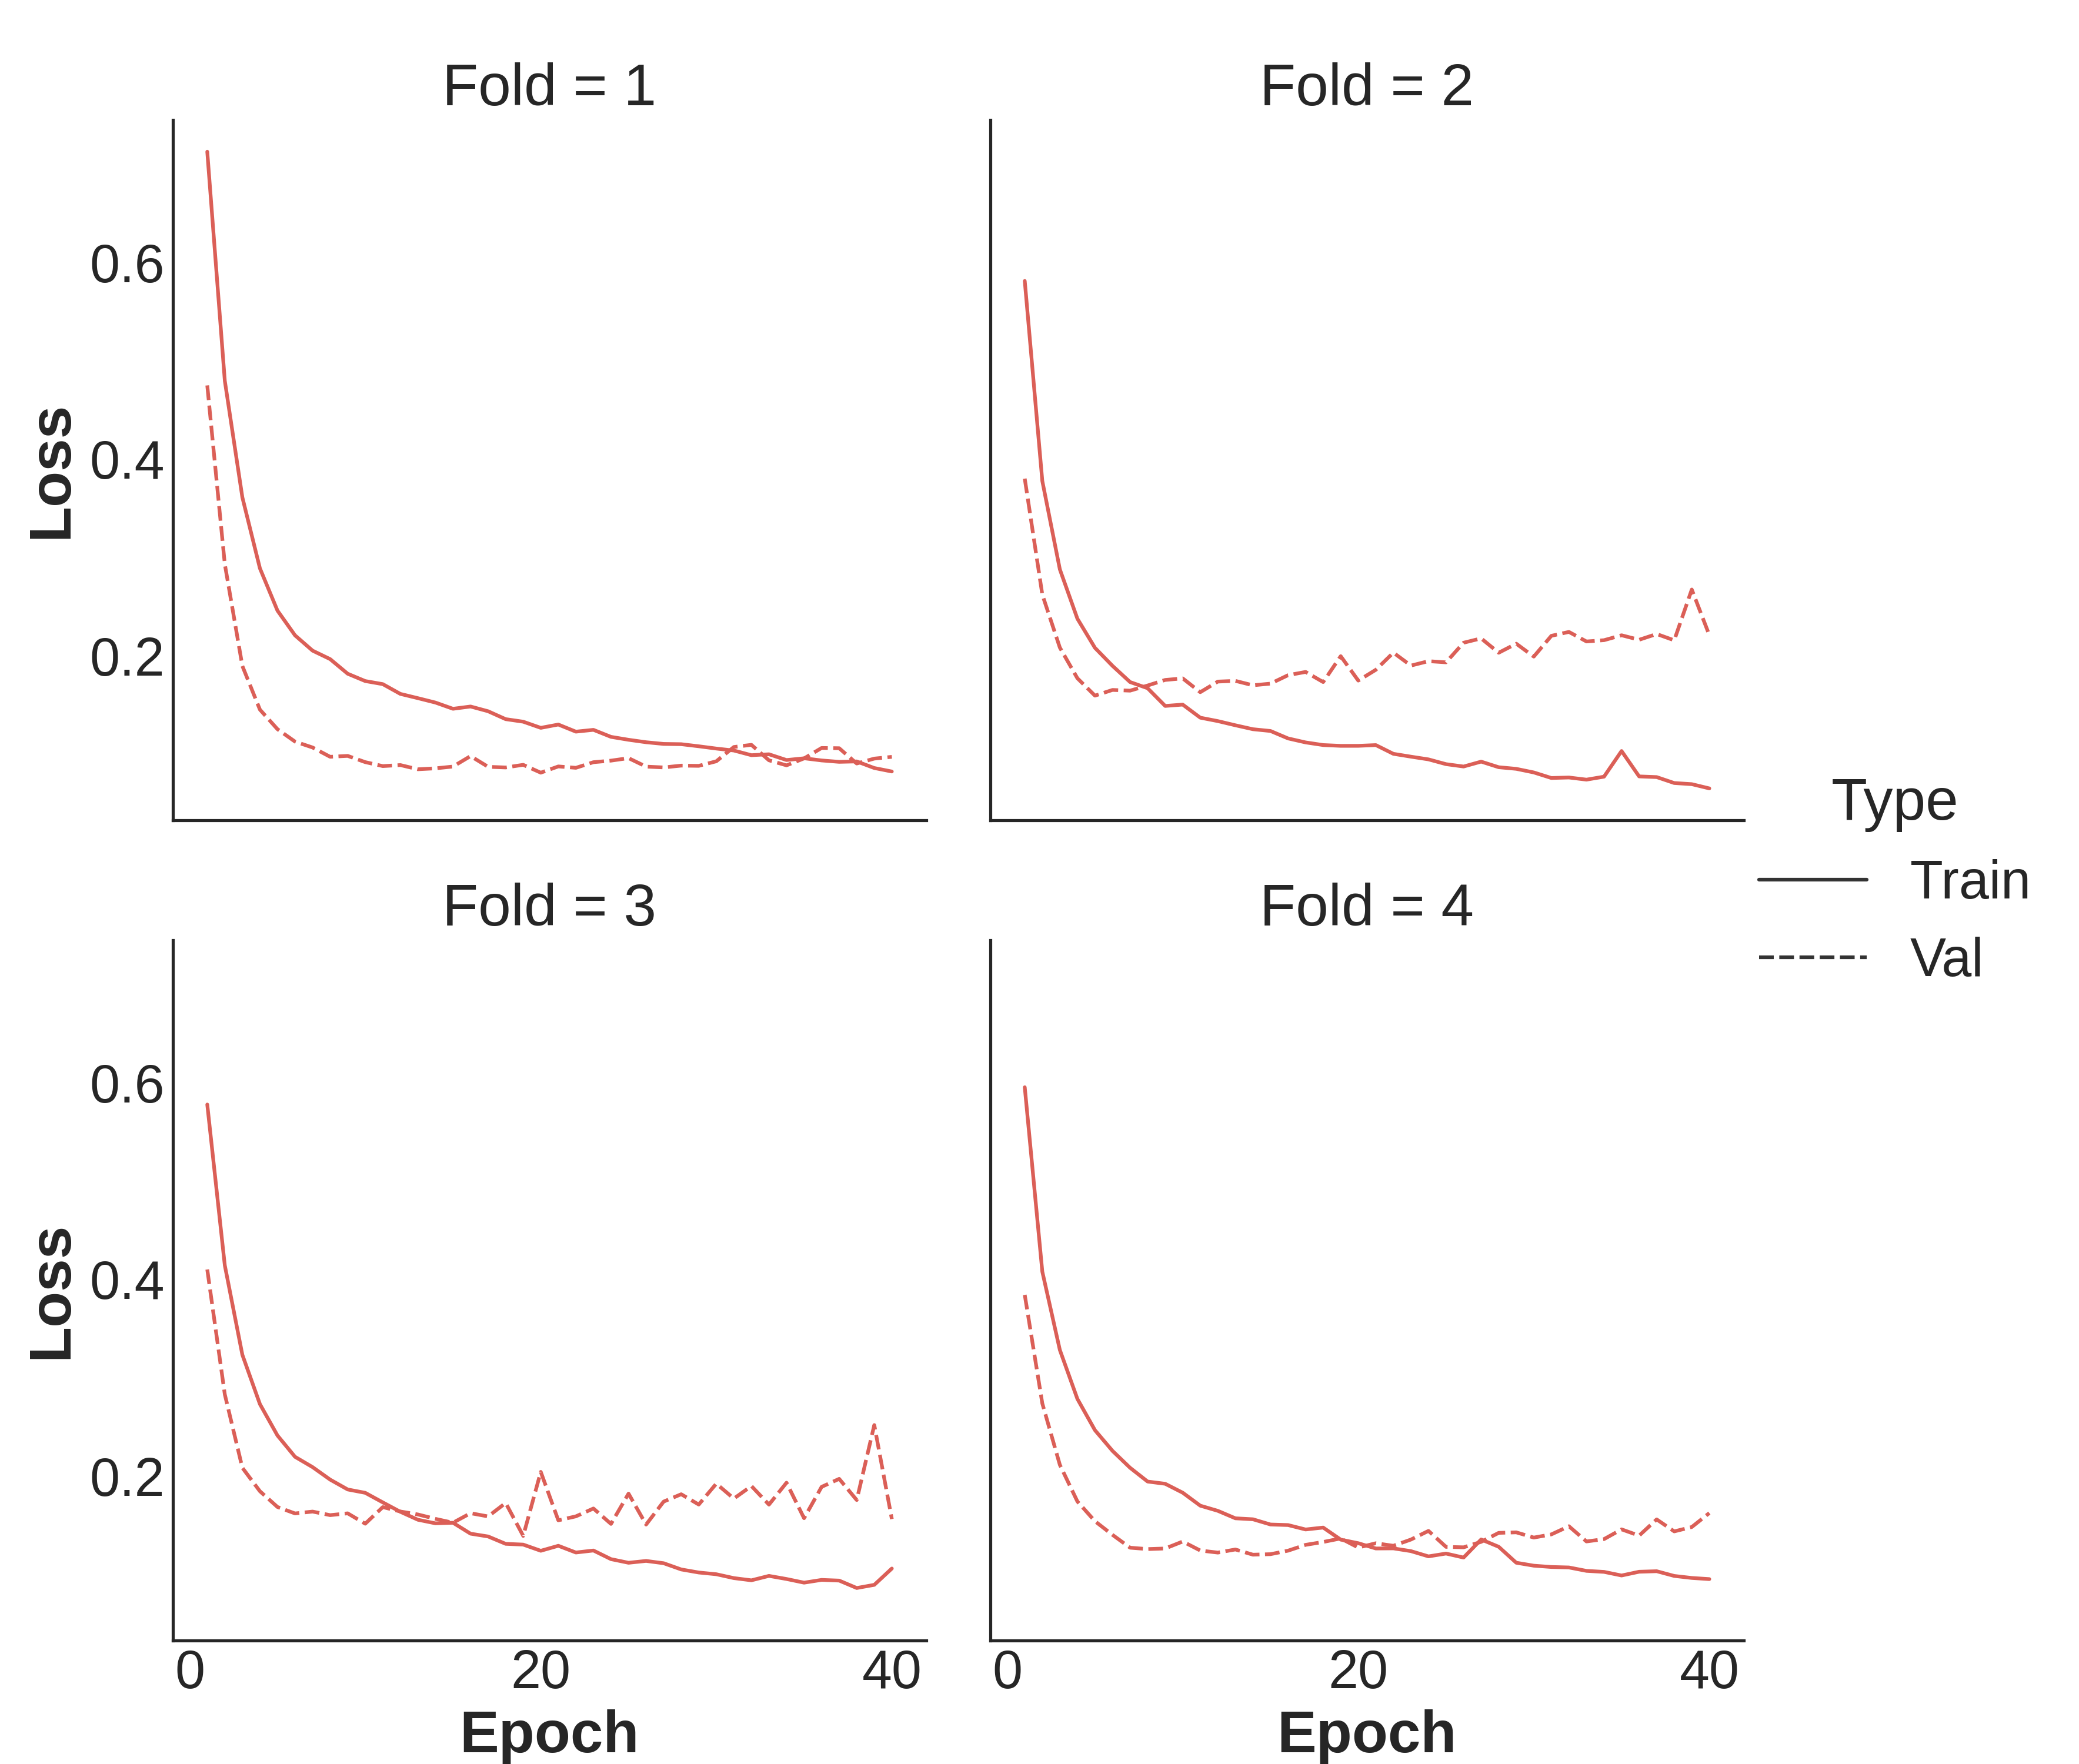 Fold = 1
Fold = 2
Loss
0.6
0.4
0.2
Type
Train
Val
Fold = 3
Fold = 4
Loss
0.6
0.4
0.2
0 20 40
0 20 40
Epoch
Epoch